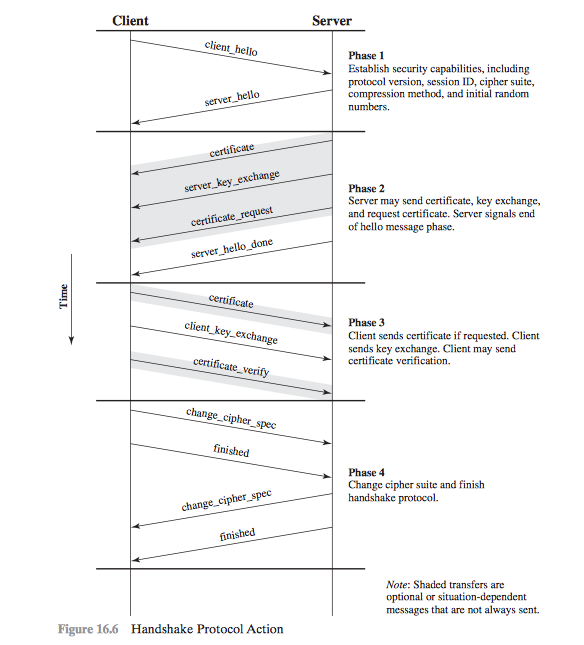 Client
Server
client_hello
Phase 1
Establish security capabilities, including
protocol version, session ID, cipher suite,
compression method, and initial random
numbers.
server_hello
certificate
server_key_exchange
Phase 2
Server may send certificate, key exchange,
and request certificate. Server signals end
of hello message phase.
certificate_request
server_hello_done
Time
certificate
client_key_exchange
Phase 3
Client sends certificate if requested. Client
sends key exchange. Client may send
certificate verification.
certificate_verify
change_cipher_spec
finished
Phase 4
Change cipher suite and finish
handshake protocol.
change_cipher_spec
finished
Note: Shaded transfers are
optional or situation-dependent
messages that are not always sent.
Figure 16.6 Handshake Protocol Action